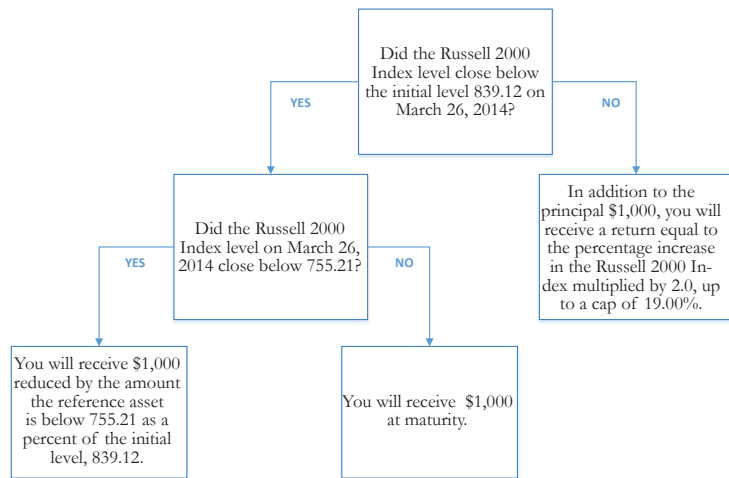 Did the Russell 2000
Index level close below
the initial level 839.12 on
March 26, 2014?
YES
NO
Did the Russell 2000
Index level on March 26,
2014 close below 755.21?
In addition to the
principal $1,000, you will
receive a return equal to
the percentage increase
in the Russell 2000 In-
dex multiplied by 2.0, up
to a cap of 19.00%.
YES
NO
You will receive $1,000
reduced by the amount
the reference asset
is below 755.21 as a
percent of the initial
level, 839.12.
You will receive $1,000
at maturity.